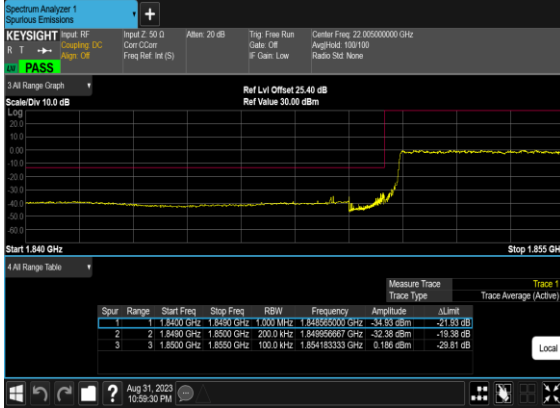 Spectrum Analyzer 1
Spurious Emissions
+
KEYSIGHT Input: RF Input Z: 50 Ω Atten: 20 dB Trig: Free Run Center Freq: 22.005000000 GHz
R T Coupling: DC Corr CCorr Gate: Off Avg|Hold: 100/100
Align: Off Freq Ref: Int (S) IF Gain: Low Radio Std: None
PASS
3 All Range Graph
Ref Lvl Offset 25.40 dB
Scale/Div 10.0 dB Ref Value 30.00 dBm
Log
20.0
10.0
0.00
-10.0
-20.0
-30.0
-40.0
-50.0
-60.0
Start 1.840 GHz Stop 1.855 GH
4 All Range Table
Measure Trace Trace 1
Trace Type Trace Average (Active)
Spur Range Start Freq Stop Freq RBW Frequency Amplitude ΔLimit
1 1 1.8400 GHz 1.8490 GHz 1.000 MHz 1.848565000 GHz -34.93 dBm -21.93 dB
2 2 1.8490 GHz 1.8500 GHz 200.0 kHz 1.849956667 GHz -32.38 dBm -19.38 dB
3 3 1.8500 GHz 1.8550 GHz 100.0 kHz 1.854183333 GHz 0.186 dBm -29.81 dB
Local
? Aug 31, 2023
10:59:30 PM